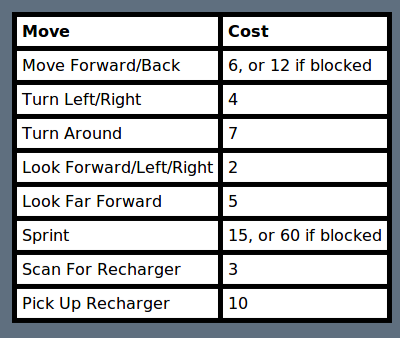 Move Cost
Move Forward/Back 6, or 12 if blocked
Turn Left/Right 4
Turn Around 7
Look Forward/Left/Right 2
Look Far Forward 5
Sprint 15, or 60 if blocked
Scan For Recharger 3
Pick Up Recharger 10